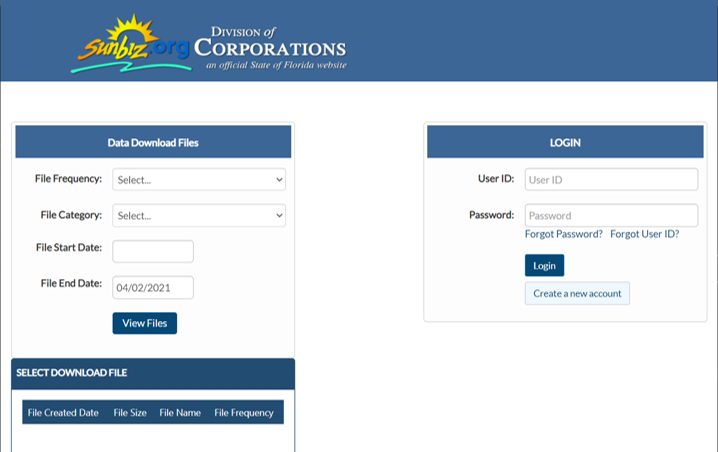 sunbiz.org
Division of
CORPORATIONS
an official State of Florida website
Data Download Files
File Frequency: Select...
File Category: Select...
File Start Date:
File End Date: 04/02/2021
View Files
SELECT DOWNLOAD FILE
File Created Date File Size File Name File Frequency
LOGIN
User ID: User ID
Password: Password
Forgot Password? Forgot User ID?
Login
Create a new account